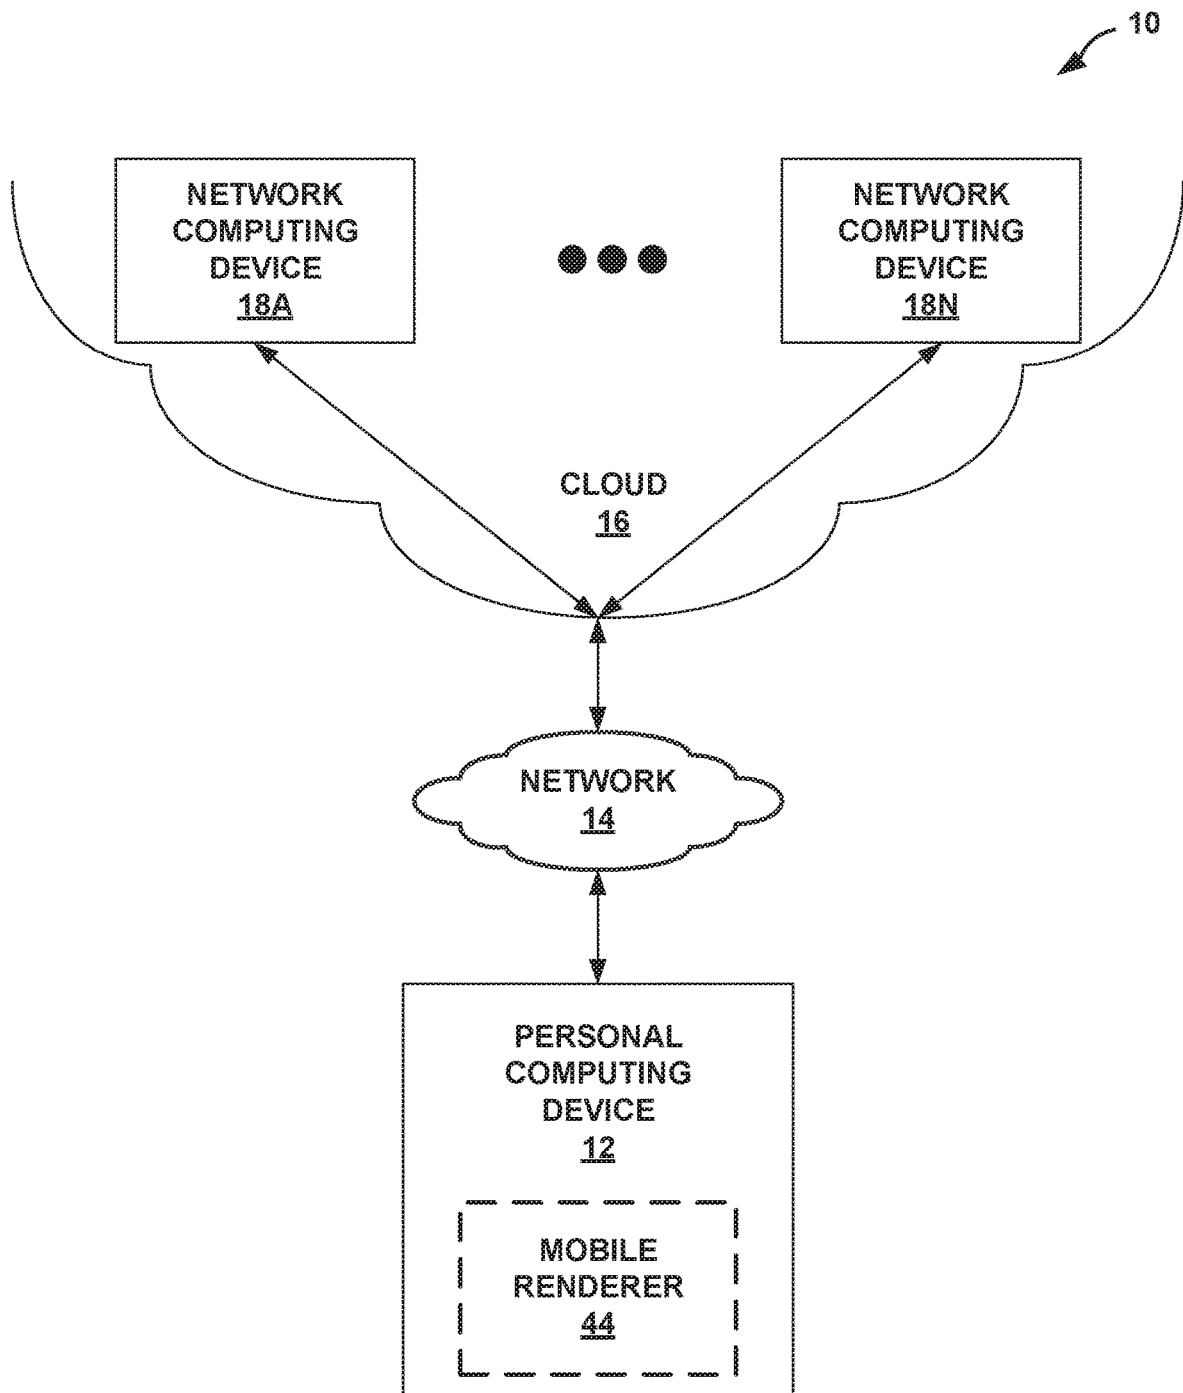 10
NETWORK
COMPUTING
DEVICE
18A
NETWORK
COMPUTING
DEVICE
18N
CLOUD
16
NETWORK
14
PERSONAL
COMPUTING
DEVICE
12
MOBILE
RENDERER
44